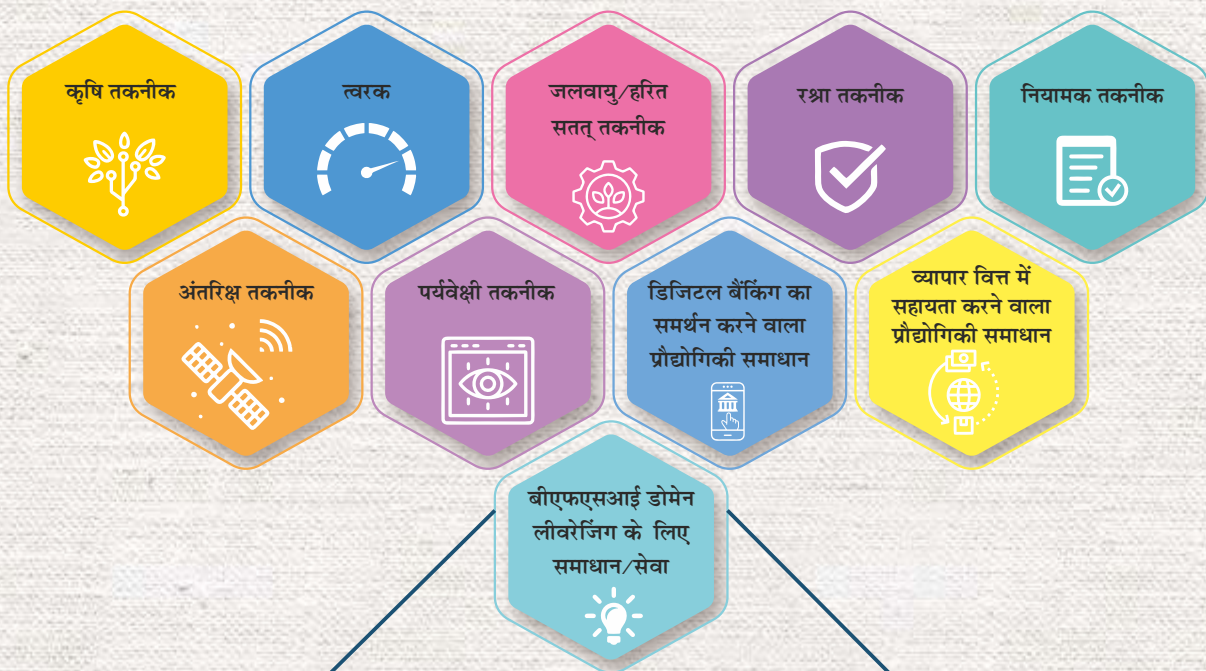 कृषि तकनीक
त्वरक
जलवायु/हरित
सतत् तकनीक
रश्रा तकनीक
नियामक तकनीक
अंतरिक्ष तकनीक
पर्यवेक्षी तकनीक
डिजिटल बैंकिंग का
समर्थन करने वाला
प्रौद्योगिकी समाधान
व्यापार वित्त में
सहायता करने वाला
प्रौद्योगिकी समाधान
बीएफएसआई डोमेन
लीवरेजिंग के लिए
समाधान/सेवा